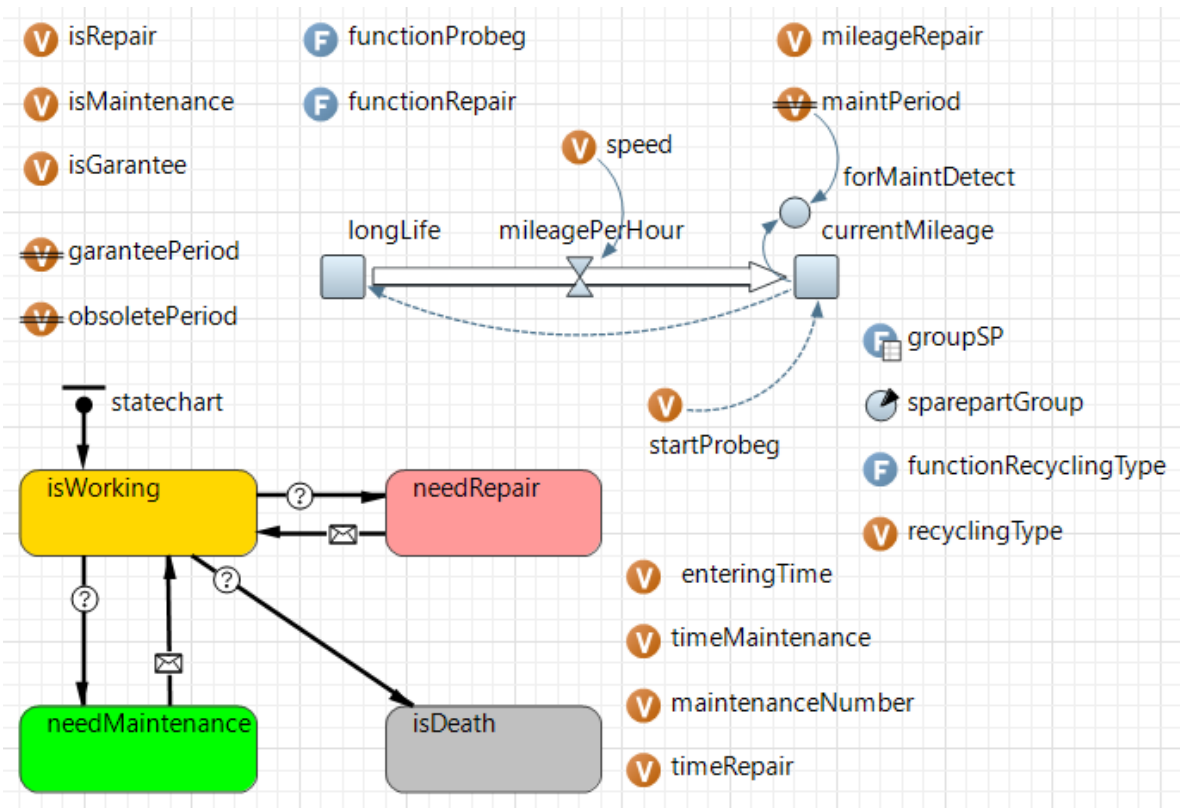 isRepair
functionProbeg
mileageRepair
isMaintenance
functionRepair
maintPeriod
speed
isGarantee
forMaintDetect
longLife
mileagePerHour
currentMileage
garanteePeriod
obsoletePeriod
groupSP
statechart
sparepartGroup
startProbeg
functionRecyclingType
isWorking
needRepair
recyclingType
enteringTime
timeMaintenance
maintenanceNumber
needMaintenance
isDeath
timeRepair